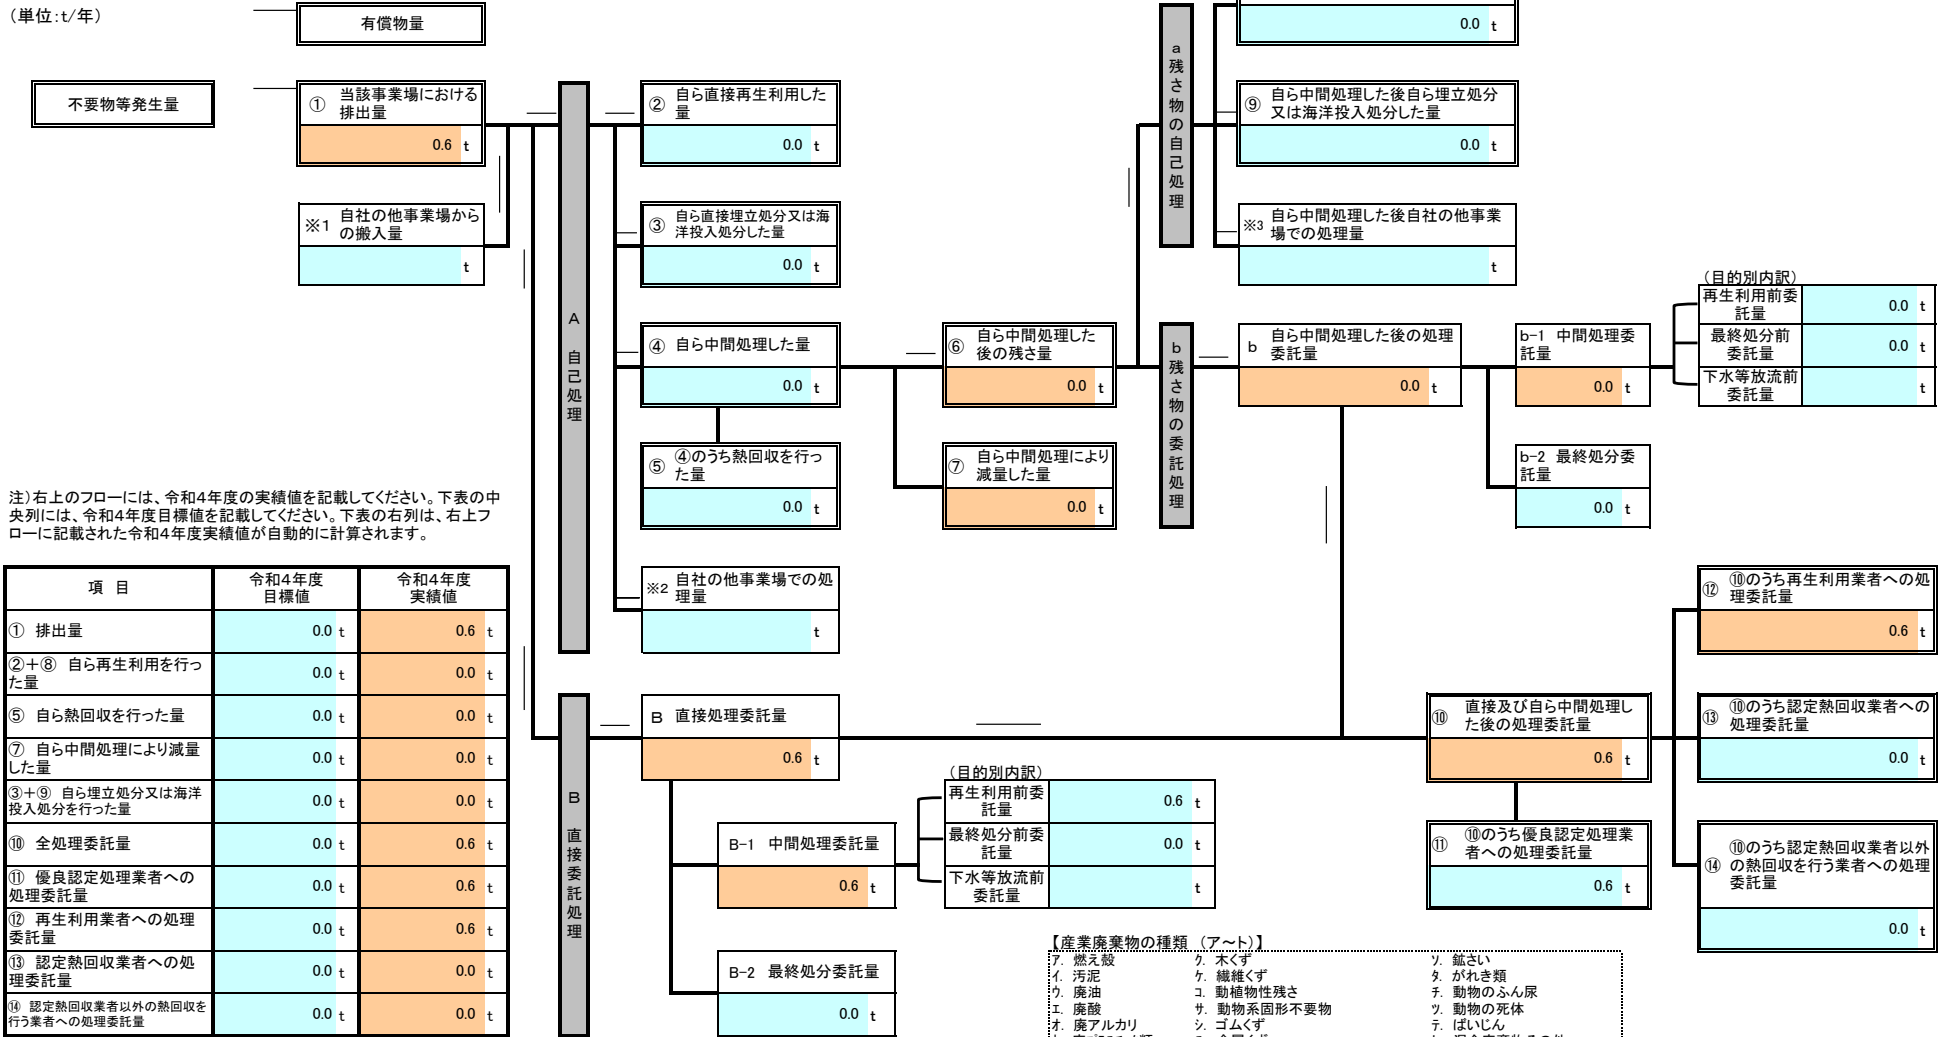 (単位:t/年)
有償物量
不要物等発生量
① 当該事業場における
排出量
0.6 t
※1 自社の他事業場から
の搬入量
t
A 自己処理
② 自ら直接再生利用した
量
0.0 t
③ 自ら直接埋立処分又は海
洋投入処分した量
0.0 t
④ 自ら中間処理した量
0.0 t
⑤ ④のうち熱回収を行っ
た量
0.0 t
※2 自社の他事業場での処
理量
t
⑥ 自ら中間処理した
後の残さ量
0.0 t
⑦ 自ら中間処理により
減量した量
0.0 t
a 残さ物の自己処理
0.0 t
⑨ 自ら中間処理した後自ら埋立処分
又は海洋投入処分した量
0.0 t
※3 自ら中間処理した後自社の他事業
場での処理量
t
b 残さ物の委託処理
b 自ら中間処理した後の処理
委託量
0.0 t
b-1 中間処理委
託量
0.0 t
b-2 最終処分委
託量
0.0 t
(目的別内訳)
再生利用前委
託量
0.0 t
最終処分前
委託量
0.0 t
下水等放流前
委託量
t
注)右上のフローには、令和4年度の実績値を記載してください。下表の中
央列には、令和4年度目標値を記載してください。下表の右列は、右上フ
ローに記載された令和4年度実績値が自動的に計算されます。
項 目 令和4年度
目標値 令和4年度
実績値
① 排出量 0.0 t 0.6 t
②+⑧ 自ら再生利用を行っ
た量 0.0 t 0.0 t
⑤ 自ら熱回収を行った量 0.0 t 0.0 t
⑦ 自ら中間処理により減量
した量 0.0 t 0.0 t
③+⑨ 自ら埋立処分又は海洋
投入処分を行った量 0.0 t 0.0 t
⑩ 全処理委託量 0.0 t 0.6 t
⑪ 優良認定処理業者への
処理委託量 0.0 t 0.6 t
⑫ 再生利用業者への処理
委託量 0.0 t 0.6 t
⑬ 認定熱回収業者への処
理委託量 0.0 t 0.0 t
⑭ 認定熱回収業者以外の熱回収を
行う業者への処理委託量 0.0 t 0.0 t
B 直接委託処理
B 直接処理委託量
0.6 t
B-1 中間処理委託量
0.6 t
B-2 最終処分委託量
0.0 t
(目的別内訳)
再生利用前委
託量
0.6 t
最終処分前委
託量
0.0 t
下水等放流前
委託量
t
⑩ 直接及び自ら中間処理し
た後の処理委託量
0.6 t
⑪ ⑩のうち優良認定処理業
者への処理委託量
0.6 t
⑫ ⑩のうち再生利用業者への処
理委託量
0.6 t
⑬ ⑩のうち認定熱回収業者への
処理委託量
0.0 t
⑭ ⑩のうち認定熱回収業者以外
の熱回収を行う業者への処理
委託量
0.0 t
【産業廃棄物の種類 (ア~ト)】
ア. 燃え殻 ク. 木くず ソ. 鉱さい
イ. 汚泥 ケ. 繊維くず タ. がれき類
ウ. 廃油 コ. 動植物性残さ チ. 動物のふん尿
エ. 廃酸 サ. 動物系固形不要物 ツ. 動物の死体
オ. 廃アルカリ シ. ゴムくず テ. ばいじん